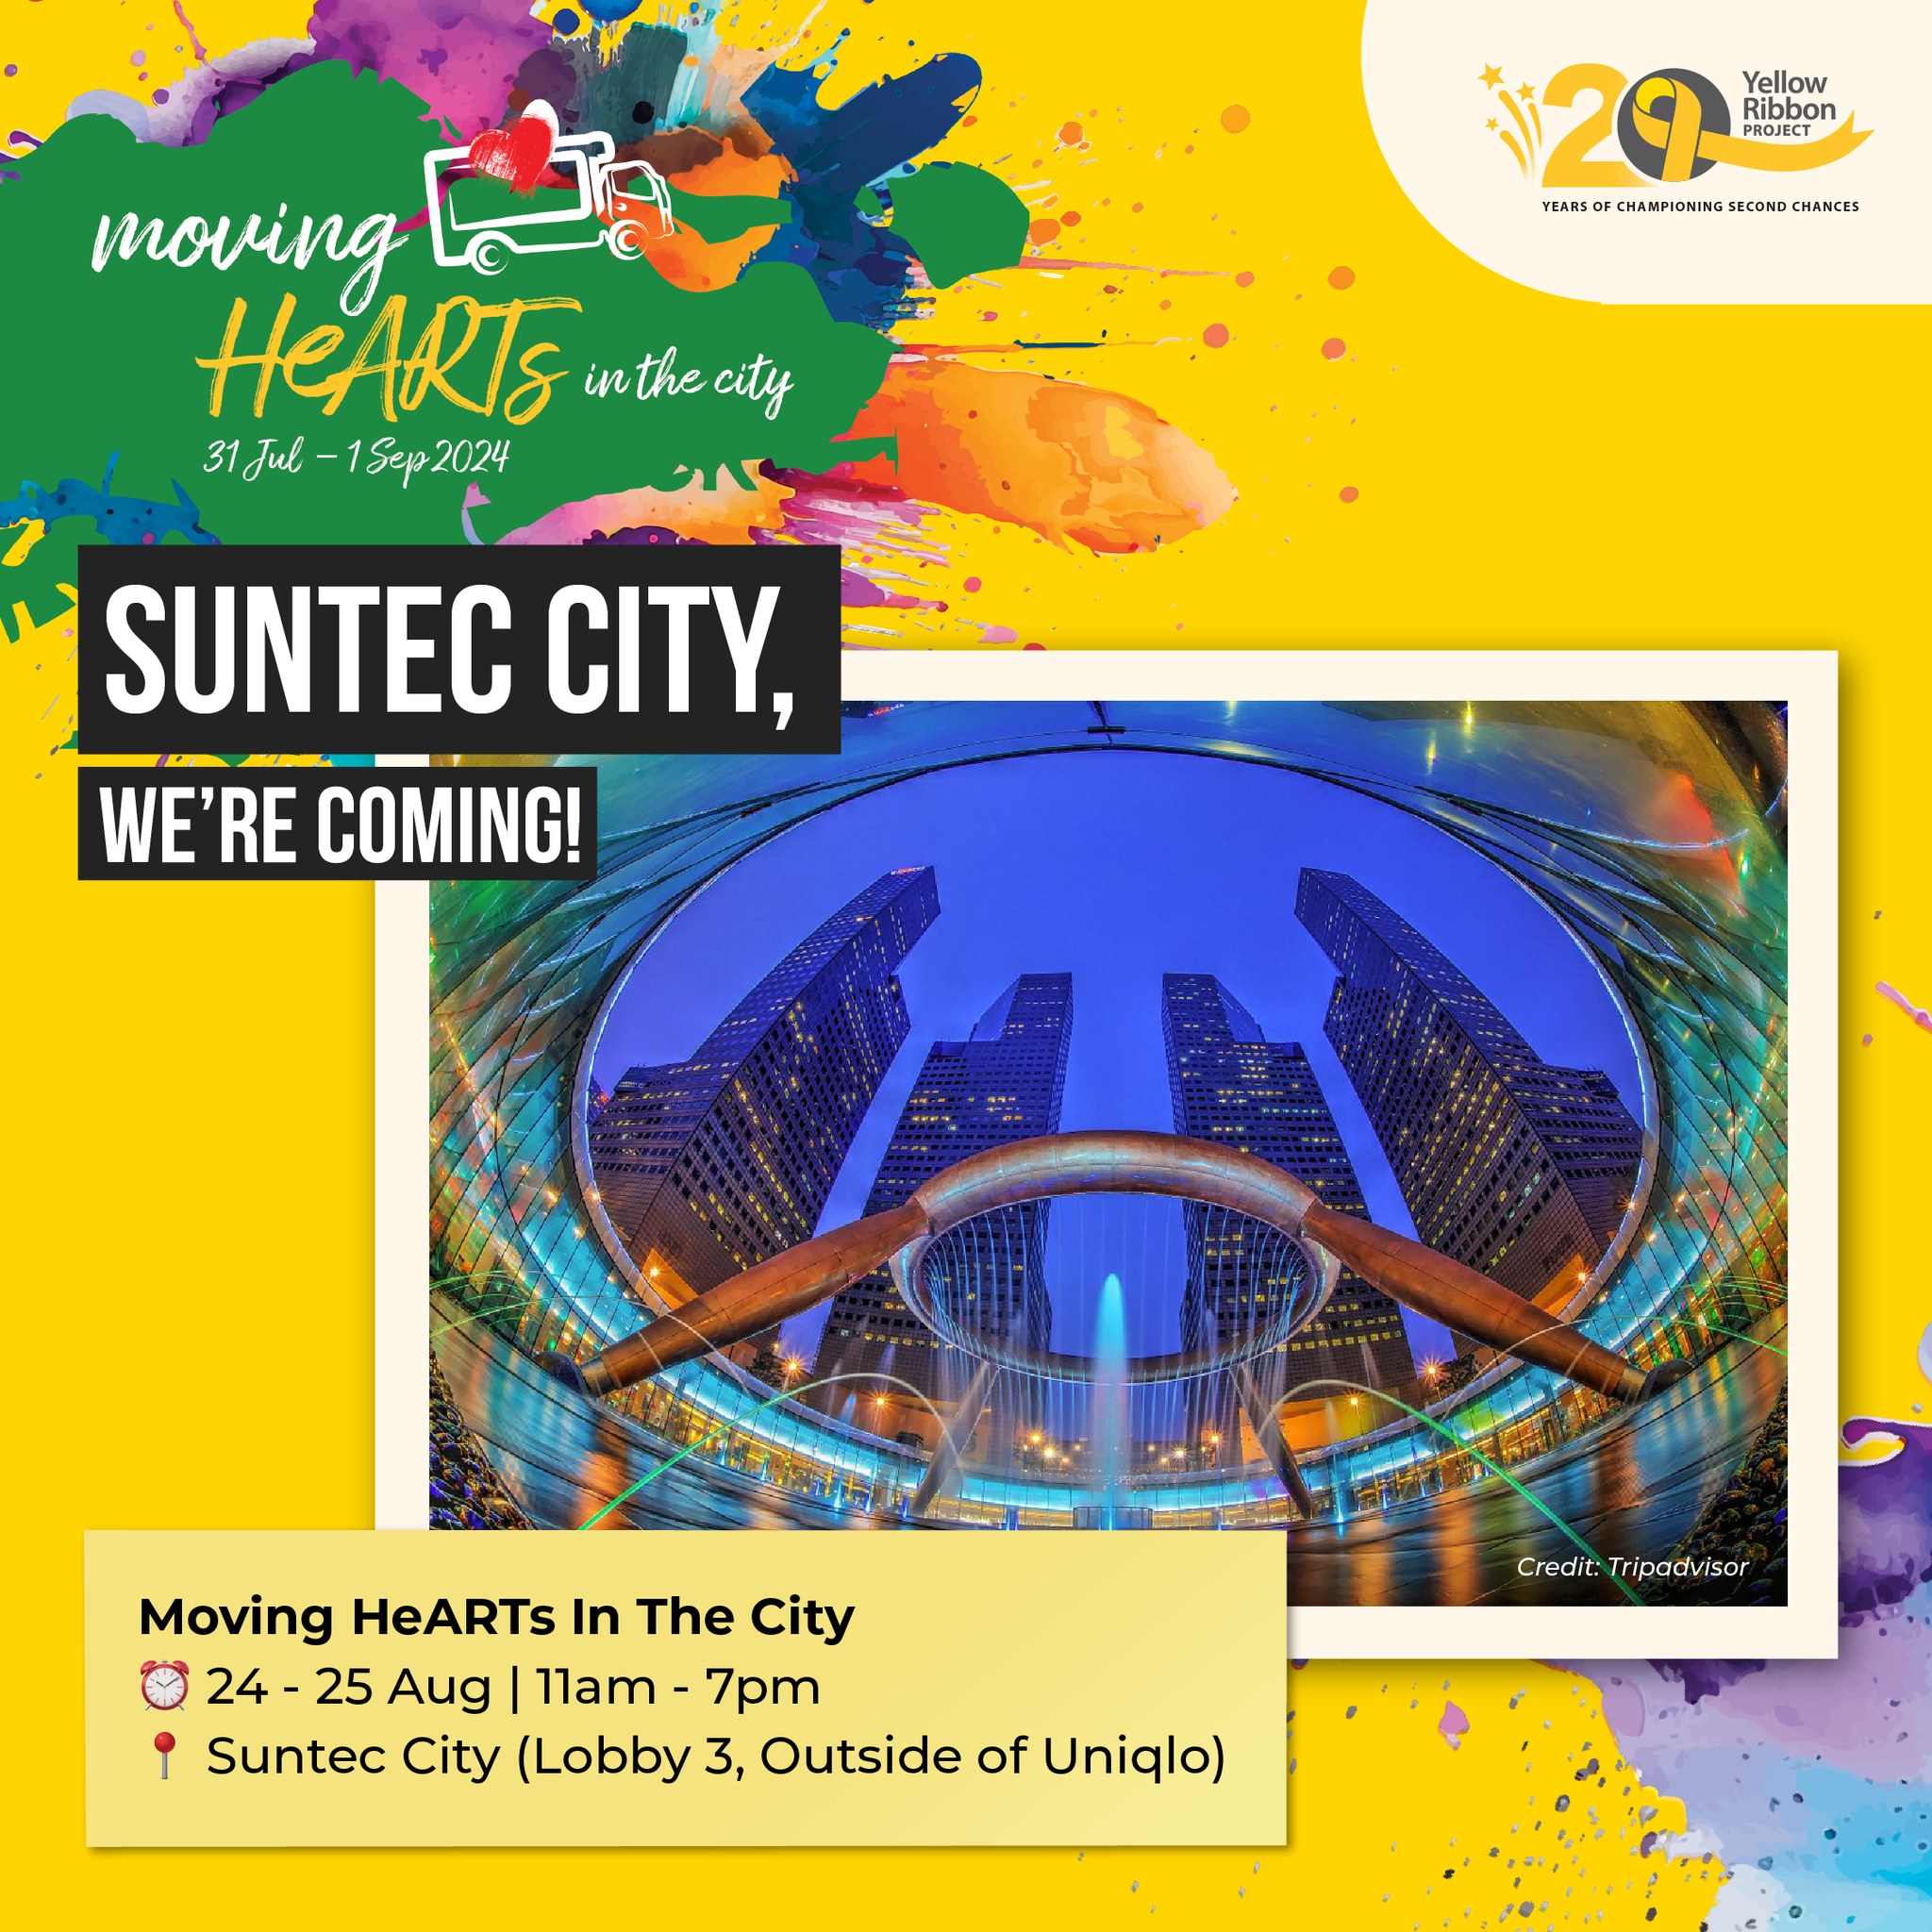 moving
HeARTs in the city
31 Jul – 1 Sep 2024
20 Yellow
Ribbon
PROJECT
YEARS OF CHAMPIONING SECOND CHANCES
SUNTEC CITY,
WE'RE COMING!
Credit: Tripadvisor
Moving HeARTs In The City
⏰ 24 - 25 Aug | 11am - 7pm
📍 Suntec City (Lobby 3, Outside of Uniqlo)